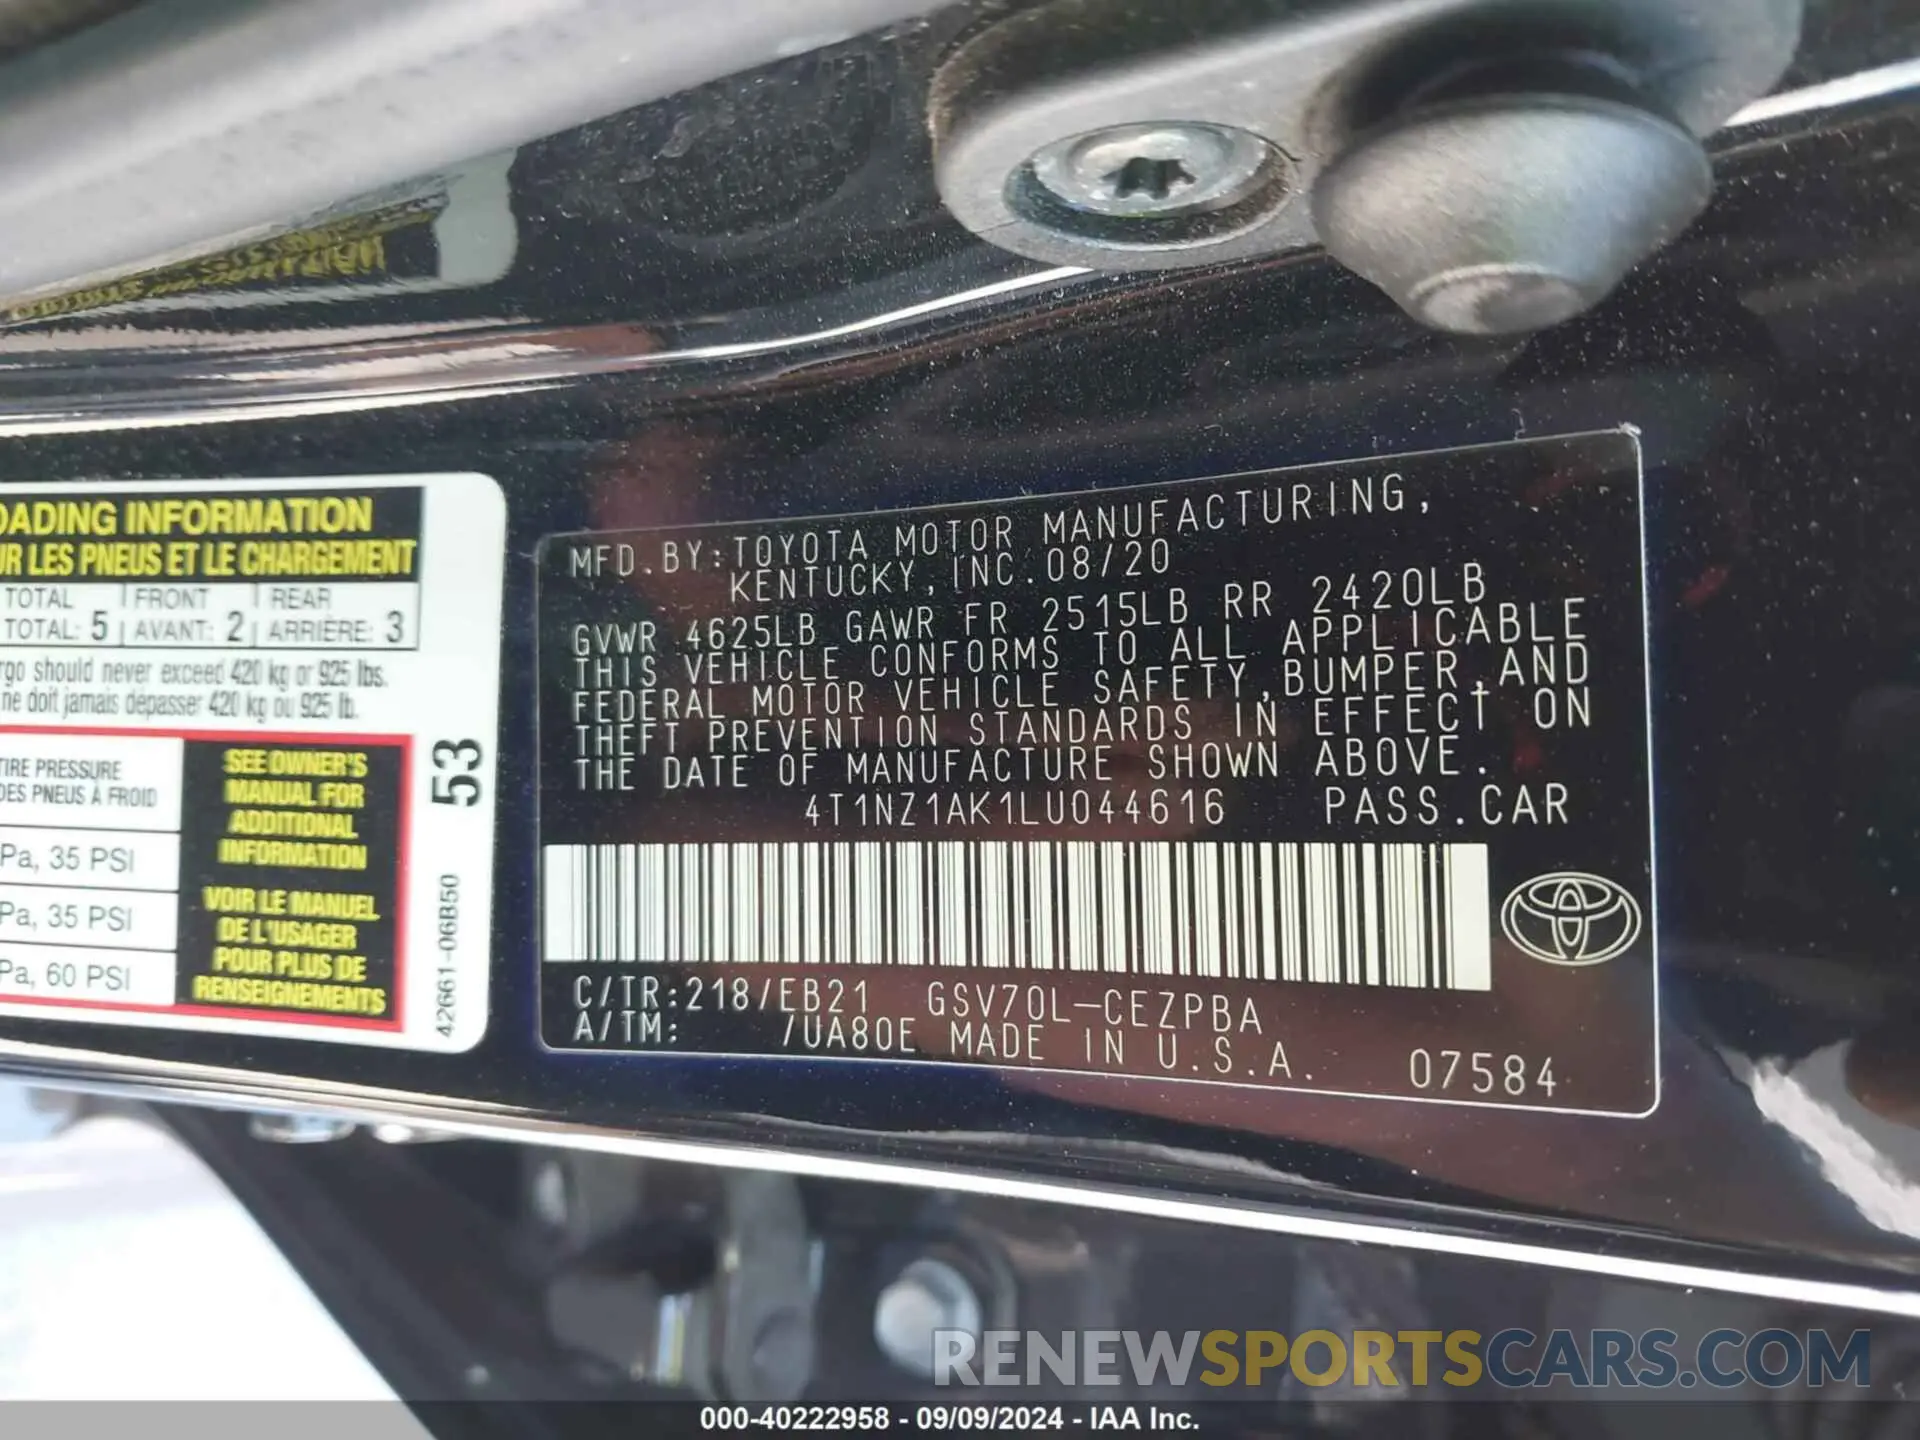 OADING INFORMATION
UR LES PNEUS ET LE CHARGEMENT
TOTAL FRONT REAR
TOTAL: 5 AVANT: 2 ARRIÈRE: 3
rgo should never exceed 420 kg or 925 lbs.
ne doit jamais dépasser 420 kg ou 925 lb.
TIRE PRESSURE
DES PNEUS À FROID
Pa, 35 PSI
Pa, 35 PSI
Pa, 60 PSI
SEE OWNER'S
MANUAL FOR
ADDITIONAL
INFORMATION
VOIR LE MANUEL
DE L'USAGER
POUR PLUS DE
RENSEIGNEMENTS
53
42661-06B50
MFD.BY:TOYOTA MOTOR MANUFACTURING,
KENTUCKY, INC.08/20
GVWR 4625LB GAWR FR 2515LB RR 2420LB
THIS VEHICLE CONFORMS TO ALL APPLICABLE
FEDERAL MOTOR VEHICLE SAFETY,BUMPER,AND
THEFT PREVENTION STANDARDS IN EFFECT ON
THE DATE OF MANUFACTURE SHOWN ABOVE.
4T1NZ1AK1LU044616 PASS.CAR
C/TR:218/EB21 GSV70L-CEZPBA
A/TM: /UA80E MADE IN U.S.A. 07584
RENEWSPORTSCARS.COM
000-40222958 - 09/09/2024 - IAA Inc.